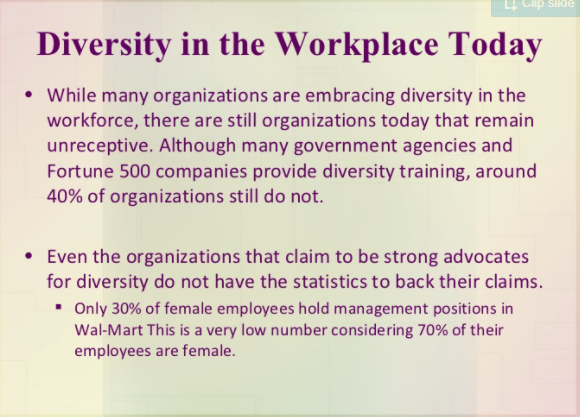 Clip slide
Diversity in the Workplace Today
• While many organizations are embracing diversity in the
workforce, there are still organizations today that remain
unreceptive. Although many government agencies and
Fortune 500 companies provide diversity training, around
40% of organizations still do not.
• Even the organizations that claim to be strong advocates
for diversity do not have the statistics to back their claims.
▪ Only 30% of female employees hold management positions in
Wal-Mart This is a very low number considering 70% of their
employees are female.